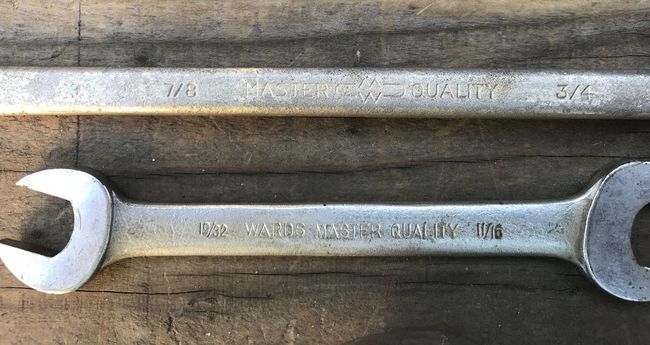 7/8 MASTER W QUALITY 3/4
19/32 WARDS MASTER QUALITY 11/16